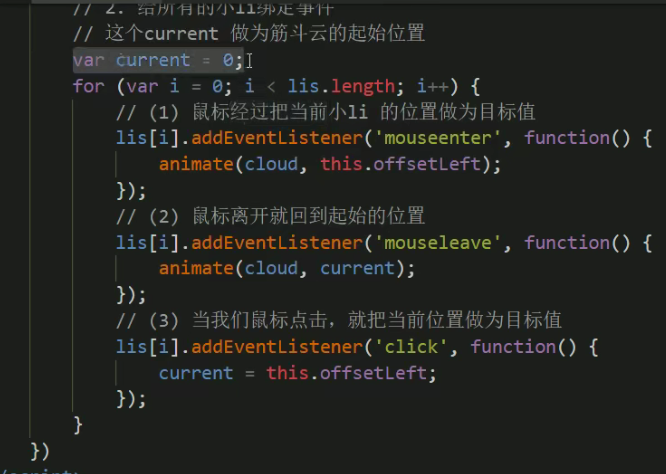 // 2. 给所有的小li绑定事件
// 这个current 做为筋斗云的起始位置
var current = 0;
for (var i = 0; i < lis.length; i++) {
// (1) 鼠标经过把当前小li 的位置做为目标值
lis[i].addEventListener('mouseenter', function() {
animate(cloud, this.offsetLeft);
});
// (2) 鼠标离开就回到起始的位置
lis[i].addEventListener('mouseleave', function() {
animate(cloud, current);
});
// (3) 当我们鼠标点击，就把当前位置做为目标值
lis[i].addEventListener('click', function() {
current = this.offsetLeft;
});
}
})